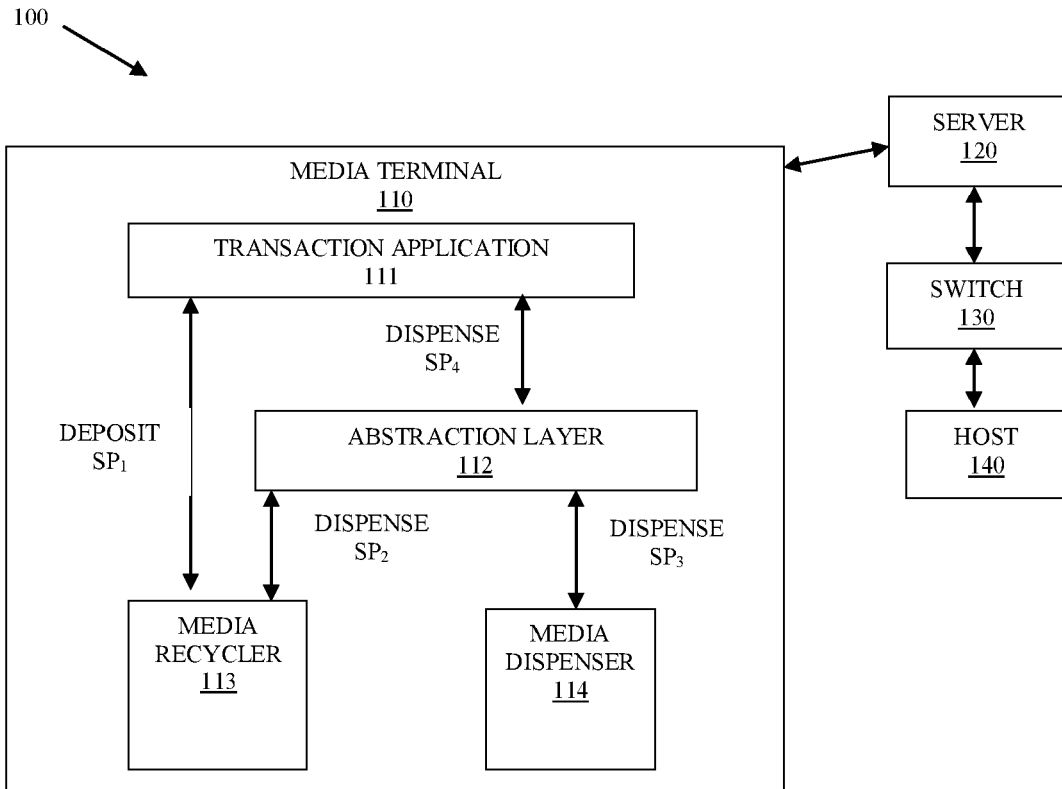 100
SERVER
120
MEDIA TERMINAL
110
TRANSACTION APPLICATION
111
SWITCH
130
DISPENSE
SP₄
DEPOSIT
SP₁
ABSTRACTION LAYER
112
HOST
140
DISPENSE
SP₂
DISPENSE
SP₃
MEDIA
RECYCLER
113
MEDIA
DISPENSER
114